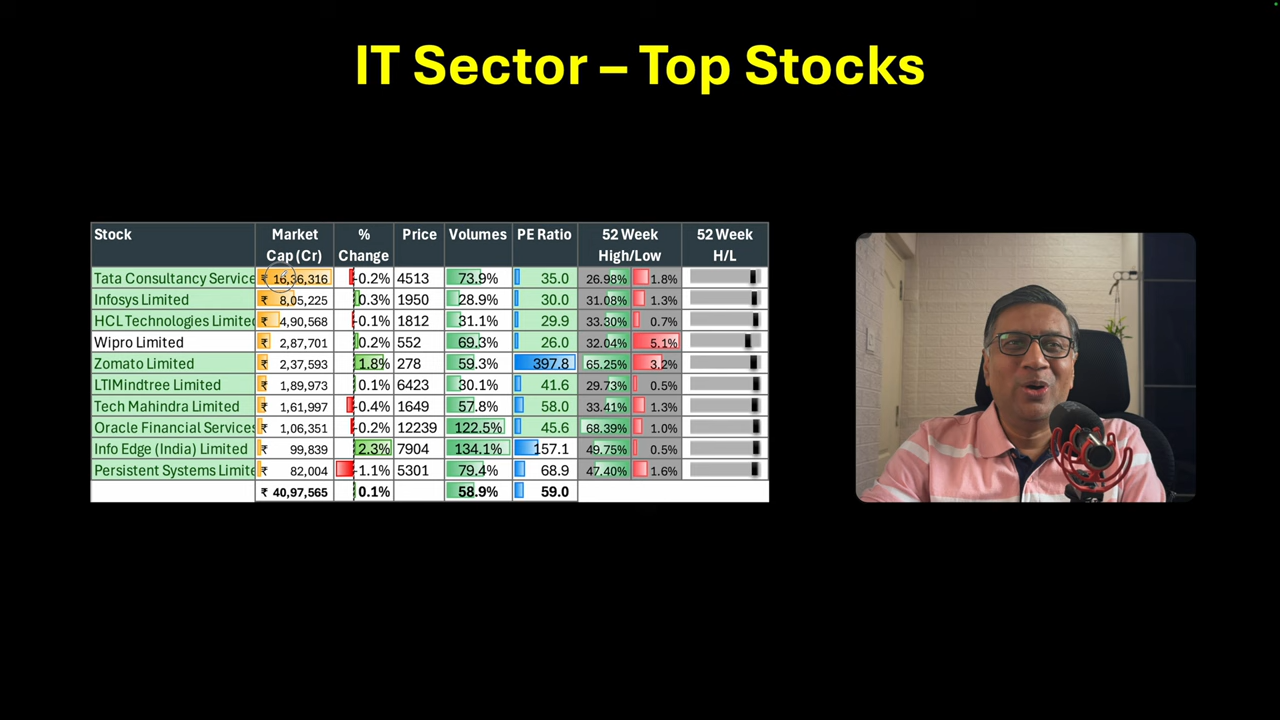 IT Sector – Top Stocks
Stock Market Cap (Cr) % Change Price Volumes PE Ratio 52 Week High/Low 52 Week H/L
Tata Consultancy Service ₹ 16,36,316 -0.2% 4513 73.9% 35.0 26.98% 1.8%
Infosys Limited ₹ 8,05,225 0.3% 1950 28.9% 30.0 31.08% 1.3%
HCL Technologies Limited ₹ 4,90,568 -0.1% 1812 31.1% 29.9 33.30% 0.7%
Wipro Limited ₹ 2,87,701 0.2% 552 69.3% 26.0 32.04% 5.1%
Zomato Limited ₹ 2,37,593 1.8% 278 59.3% 397.8 65.25% 3.2%
LTIMindtree Limited ₹ 1,89,973 0.1% 6423 30.1% 41.6 29.73% 0.5%
Tech Mahindra Limited ₹ 1,61,997 -0.4% 1649 57.8% 58.0 33.41% 1.3%
Oracle Financial Services ₹ 1,06,351 -0.2% 12239 122.5% 45.6 68.39% 1.0%
Info Edge (India) Limited ₹ 99,839 2.3% 7904 134.1% 157.1 49.75% 0.5%
Persistent Systems Limite ₹ 82,004 -1.1% 5301 79.4% 68.9 47.40% 1.6%
₹ 40,97,565 0.1% 58.9% 59.0